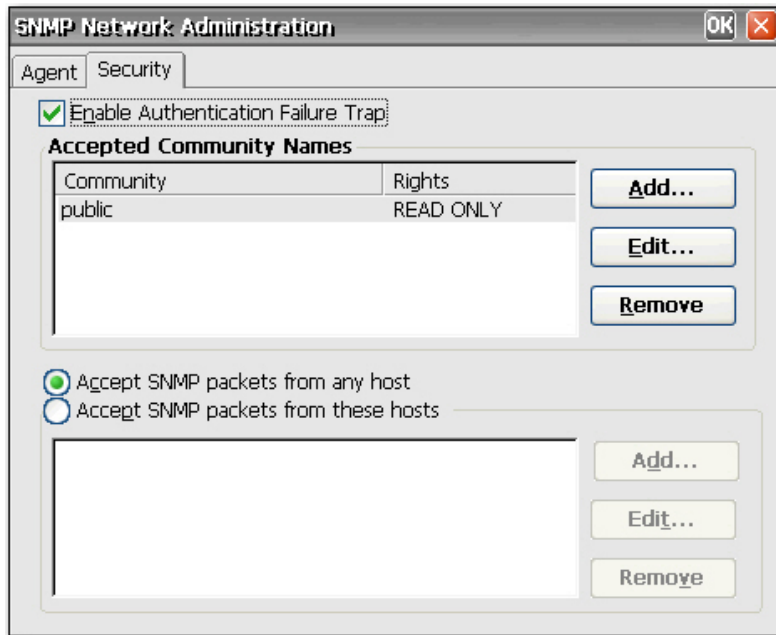 SNMP Network Administration OK
Agent Security
Enable Authentication Failure Trap
Accepted Community Names
Community Rights
public READ ONLY
Add...
Edit...
Remove
Accept SNMP packets from any host
Accept SNMP packets from these hosts
Add...
Edit...
Remove